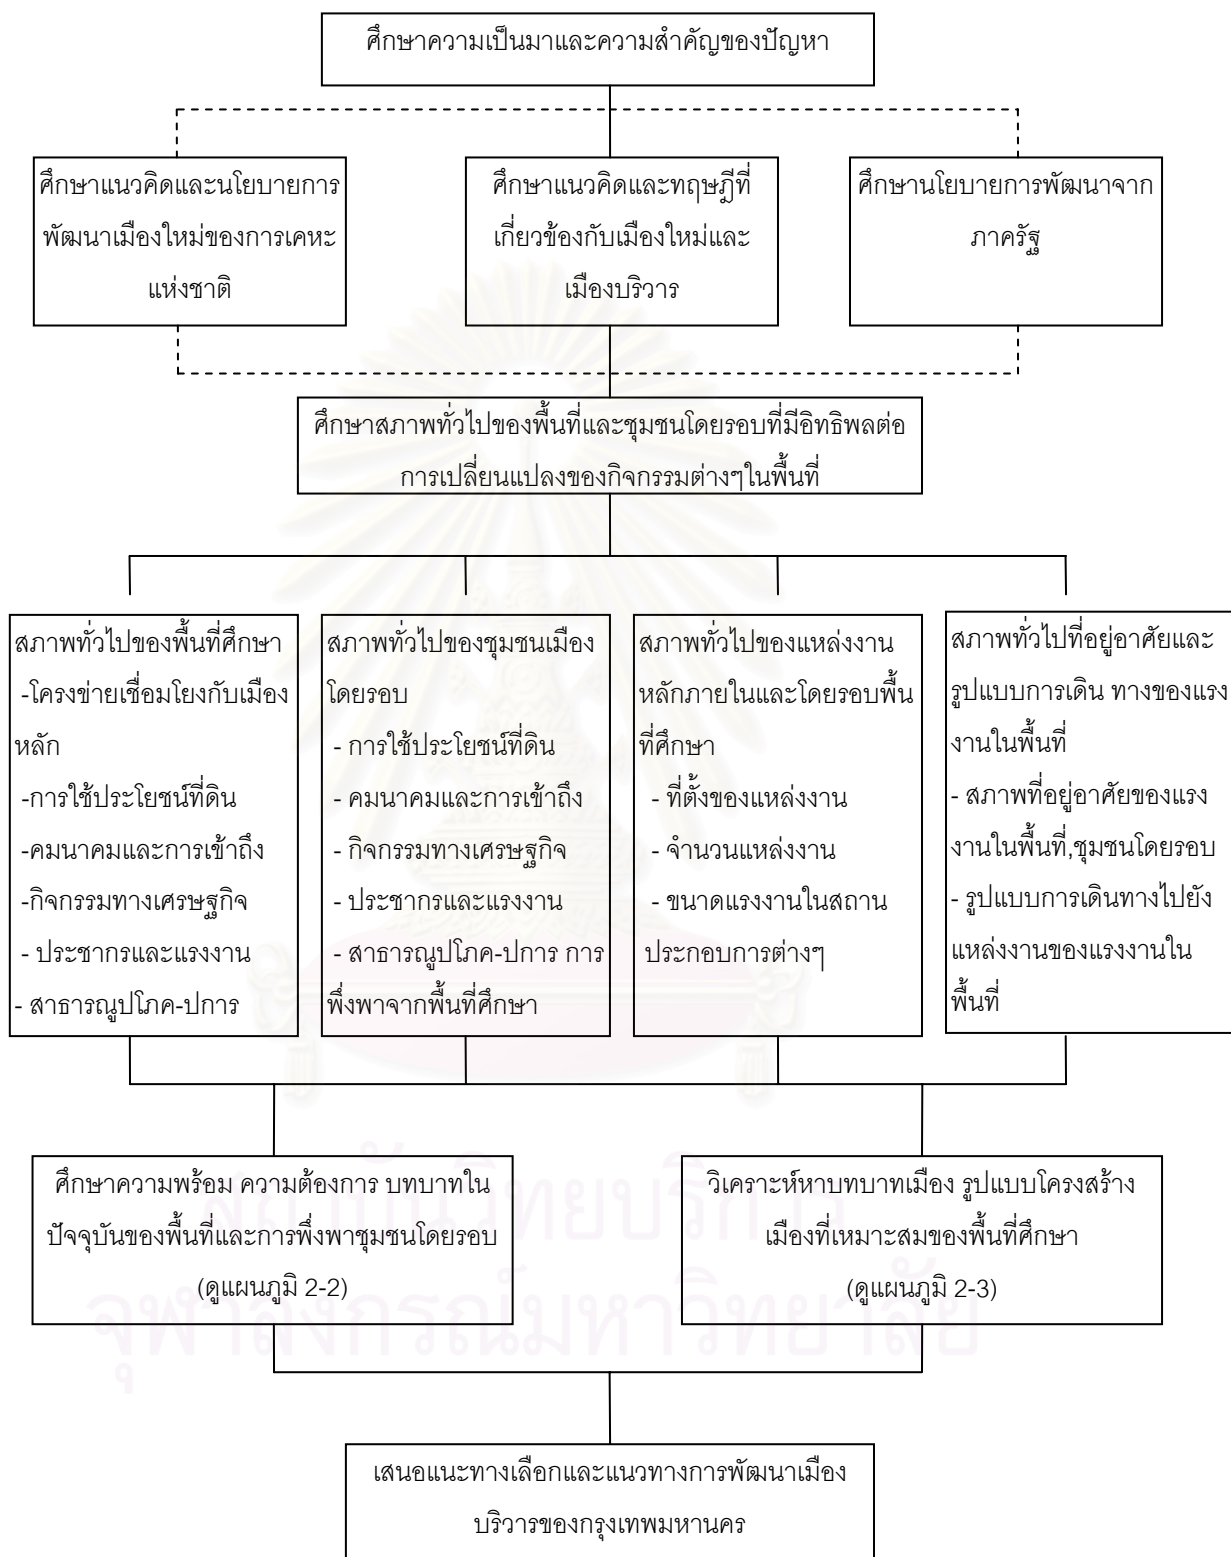 ศึกษาความเป็นมาและความสำคัญของปัญหา
ศึกษาแนวคิดและนโยบายการ
พัฒนาเมืองใหม่ของการเคหะ
แห่งชาติ
ศึกษาแนวคิดและทฤษฎีที่
เกี่ยวข้องกับเมืองใหม่และ
เมืองบริวาร
ศึกษานโยบายการพัฒนาจาก
ภาครัฐ
ศึกษาสภาพทั่วไปของพื้นที่และชุมชนโดยรอบที่มีอิทธิพลต่อ
การเปลี่ยนแปลงของกิจกรรมต่างๆในพื้นที่
สภาพทั่วไปของพื้นที่ศึกษา
-โครงข่ายเชื่อมโยงกับเมือง
หลัก
-การใช้ประโยชน์ที่ดิน
-คมนาคมและการเข้าถึง
-กิจกรรมทางเศรษฐกิจ
- ประชากรและแรงงาน
- สาธารณูปโภค-ปการ
สภาพทั่วไปของชุมชนเมือง
โดยรอบ
- การใช้ประโยชน์ที่ดิน
- คมนาคมและการเข้าถึง
- กิจกรรมทางเศรษฐกิจ
- ประชากรและแรงงาน
- สาธารณูปโภค-ปการ การ
พึ่งพาจากพื้นที่ศึกษา
สภาพทั่วไปของแหล่งงาน
หลักภายในและโดยรอบพื้น
ที่ศึกษา
- ที่ตั้งของแหล่งงาน
- จำนวนแหล่งงาน
- ขนาดแรงงานในสถาน
ประกอบการต่างๆ
สภาพทั่วไปที่อยู่อาศัยและ
รูปแบบการเดิน ทางของแรง
งานในพื้นที่
- สภาพที่อยู่อาศัยของแรง
งานในพื้นที่,ชุมชนโดยรอบ
- รูปแบบการเดินทางไปยัง
แหล่งงานของแรงงานใน
พื้นที่
ศึกษาความพร้อม ความต้องการ บทบาทใน
ปัจจุบันของพื้นที่และการพึ่งพาชุมชนโดยรอบ
(ดูแผนภูมิ 2-2)
วิเคราะห์หาบทบาทเมือง รูปแบบโครงสร้าง
เมืองที่เหมาะสมของพื้นที่ศึกษา
(ดูแผนภูมิ 2-3)
สถาบันวิทยบริการ
จุฬาลงกรณ์มหาวิทยาลัย
เสนอแนะทางเลือกและแนวทางการพัฒนาเมือง
บริวารของกรุงเทพมหานคร